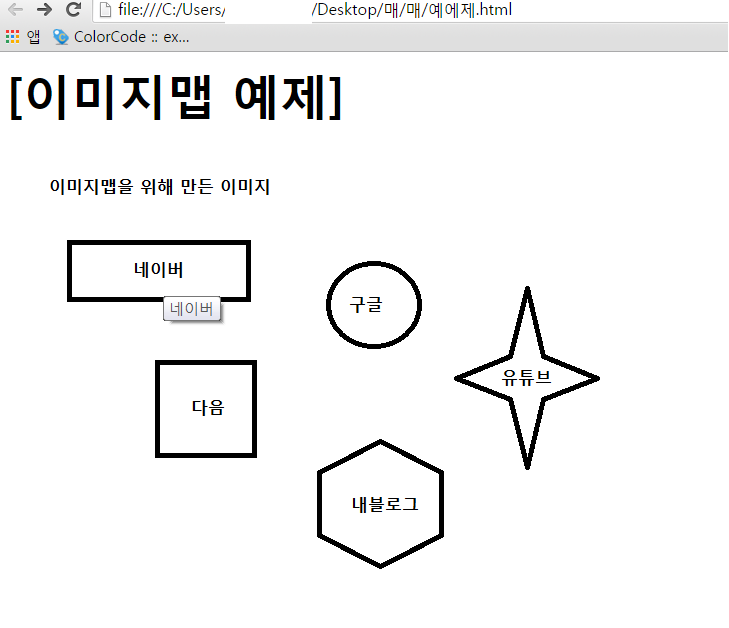 file:///C:/Users/ /Desktop/매/매/예에제.html
앱 ColorCode :: ex...
[이미지맵 예제]
이미지맵을 위해 만든 이미지
네이버
네이버
구글
유튜브
다음
내블로그